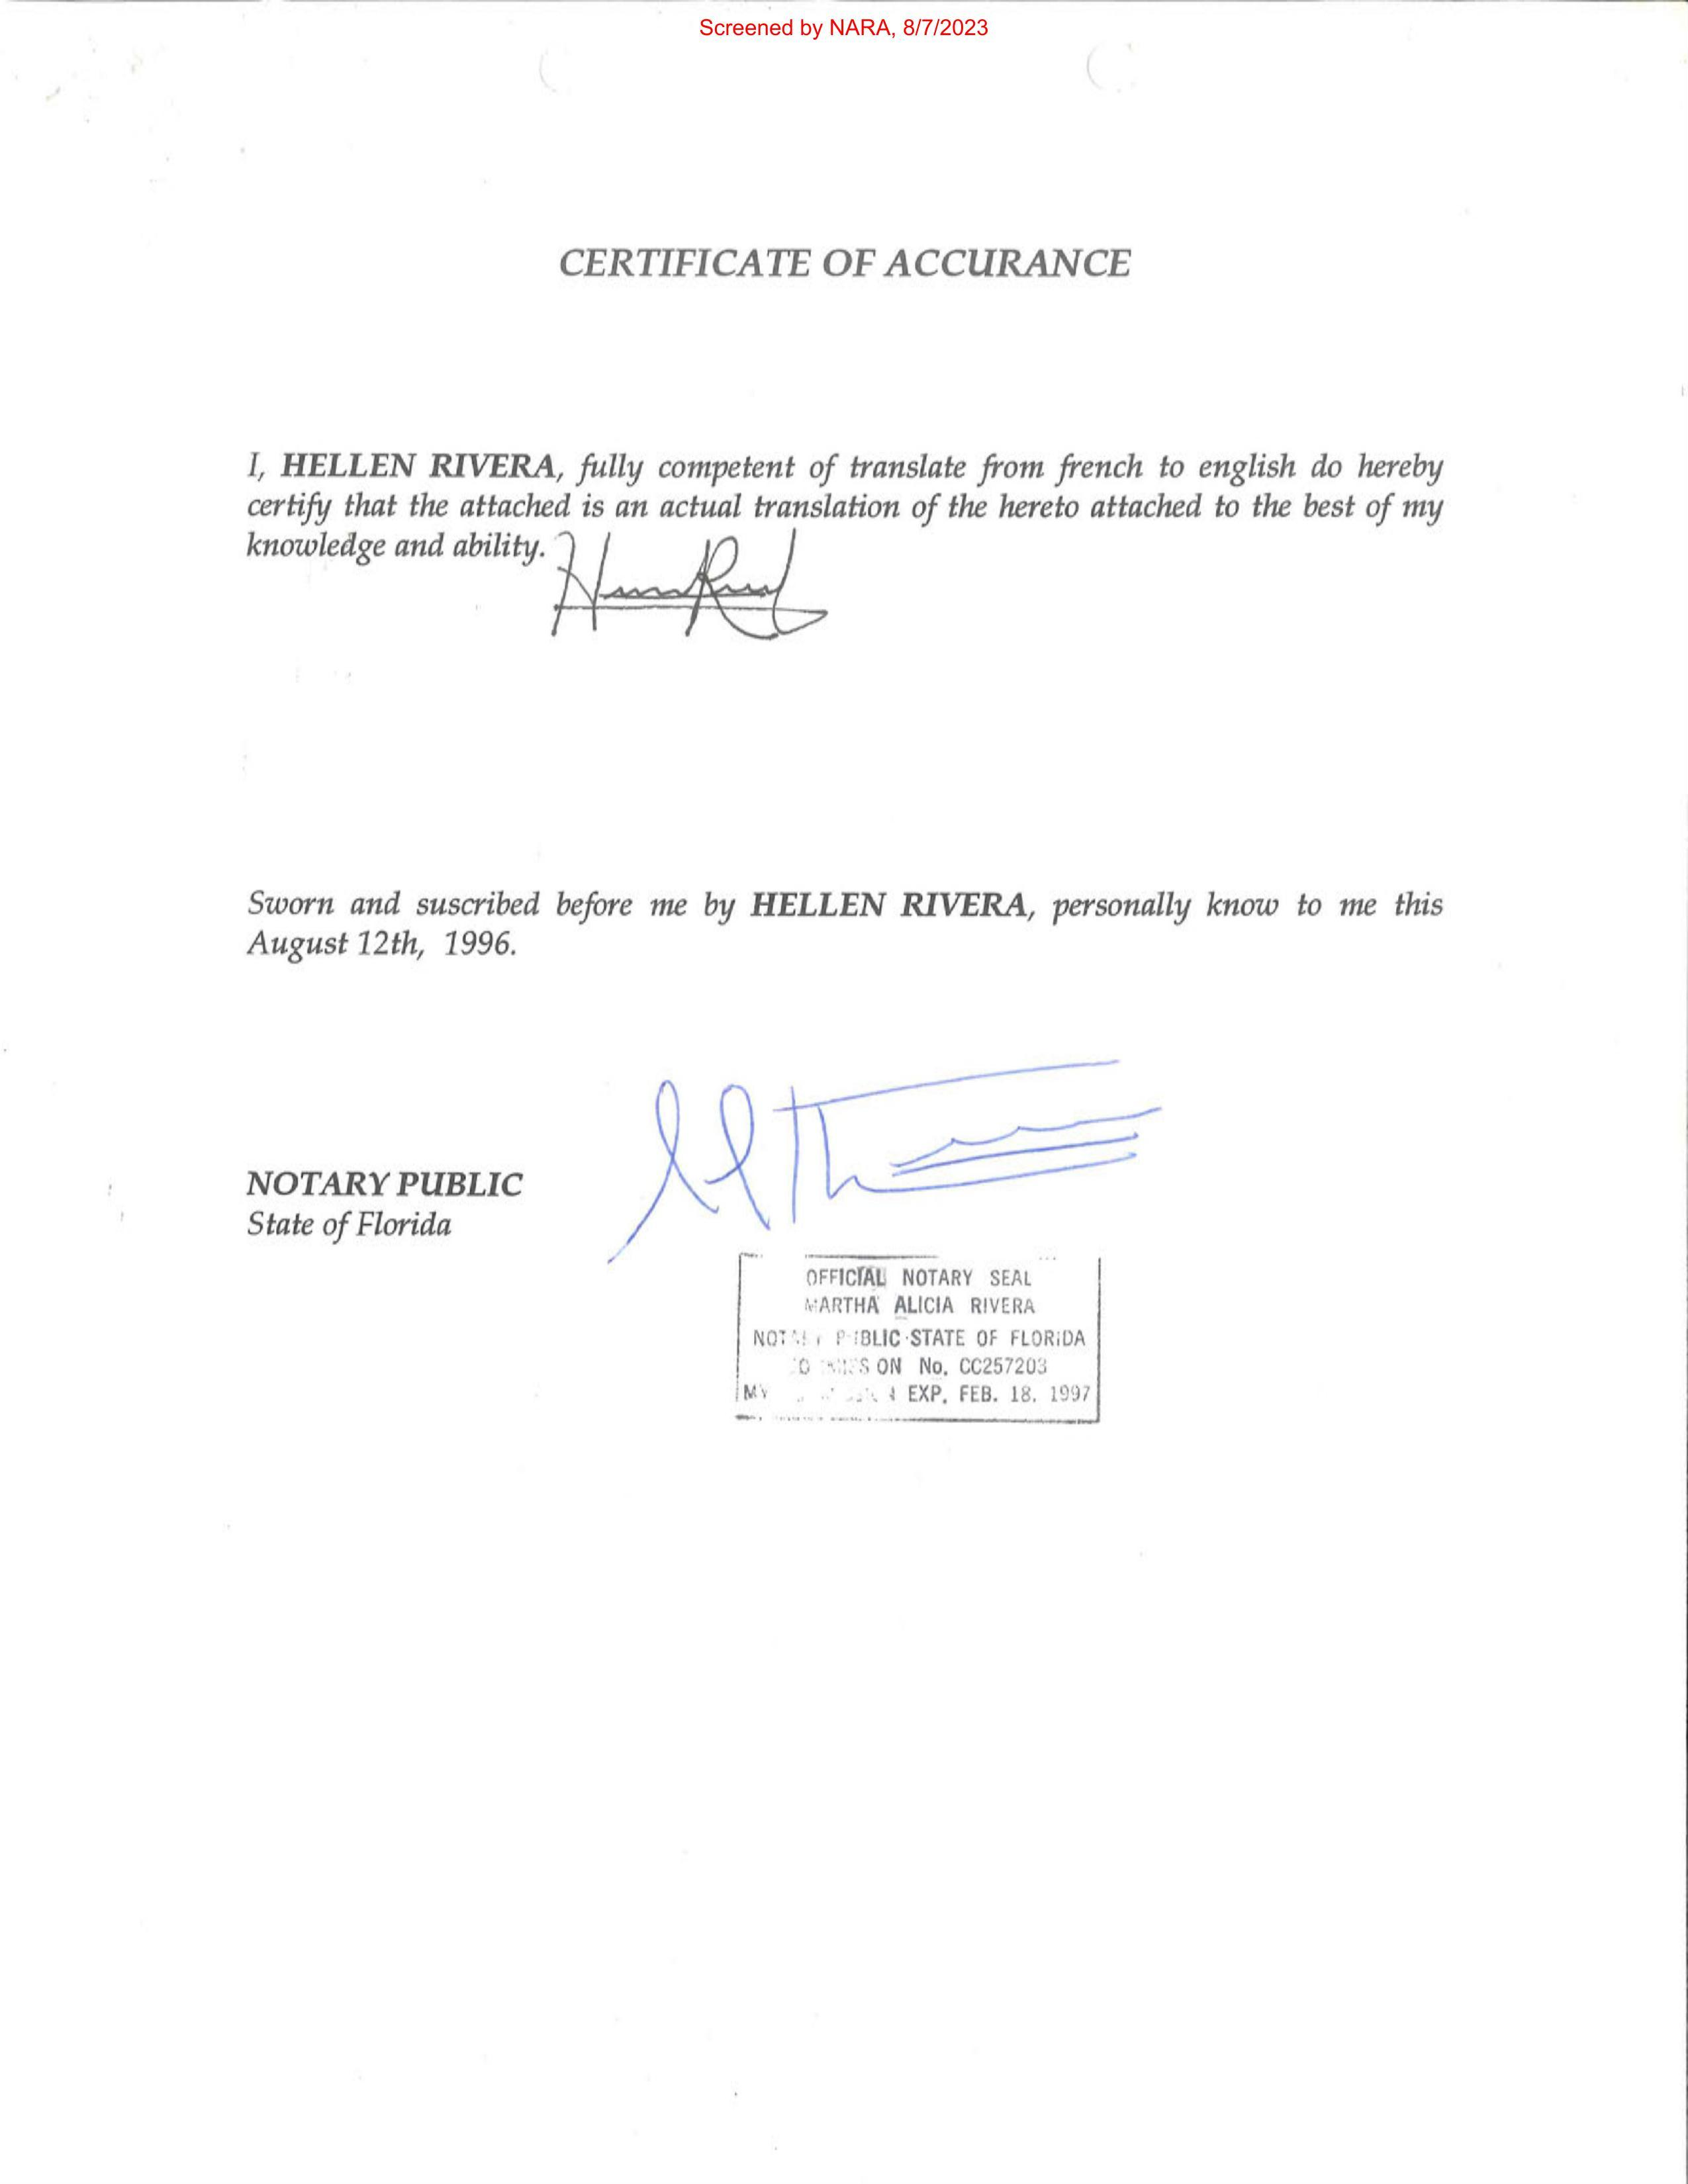 Screened by NARA, 8/7/2023
CERTIFICATE OF ACCURANCE
I, HELLEN RIVERA, fully competent of translate from french to english do hereby
certify that the attached is an actual translation of the hereto attached to the best of my
knowledge and ability.
Sworn and suscribed before me by HELLEN RIVERA, personally know to me this
August 12th, 1996.
NOTARY PUBLIC
State of Florida
OFFICIAL NOTARY SEAL
MARTHA ALICIA RIVERA
NOTARY PUBLIC STATE OF FLORIDA
No. CC257203
MY EXP. FEB. 18, 1997